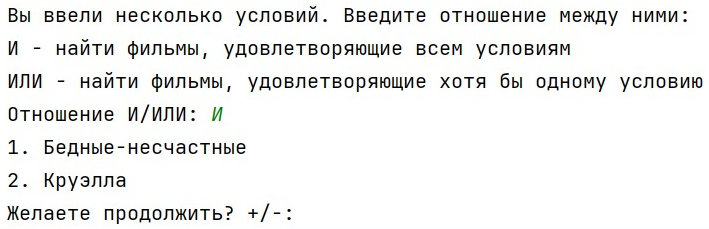 Вы ввели несколько условий. Введите отношение между ними:
И - найти фильмы, удовлетворяющие всем условиям
ИЛИ - найти фильмы, удовлетворяющие хотя бы одному условию
Отношение И/ИЛИ: И
1. Бедные-несчастные
2. Круэлла
Желаете продолжить? +/-: